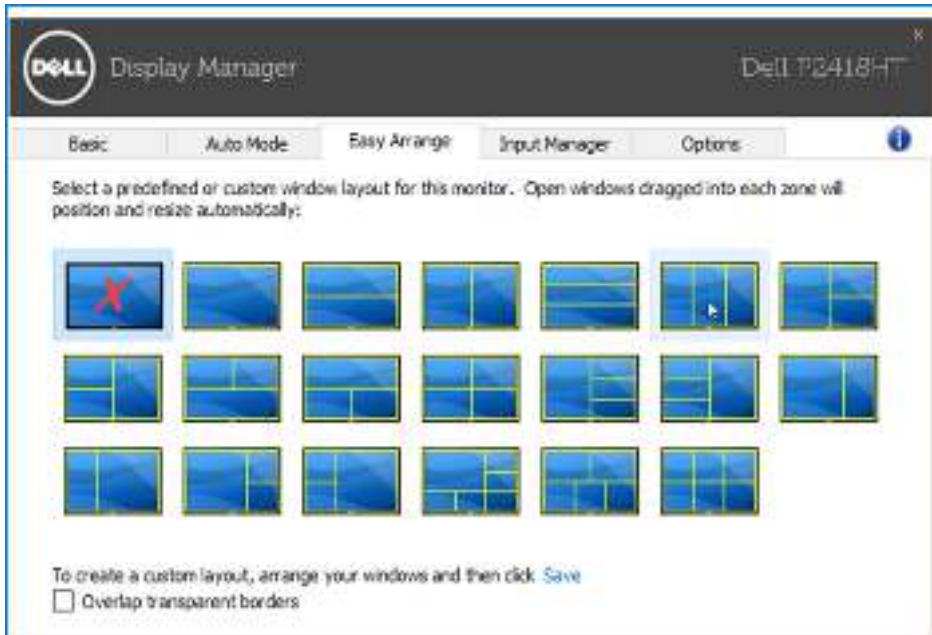 DELL
Display Manager
Dell P2418HT
Basic
Auto Mode
Easy Arrange
Input Manager
Options
Select a predefined or custom window layout for this monitor. Open windows dragged into each zone will
position and resize automatically:
To create a custom layout, arrange your windows and then click Save
Overlap transparent borders